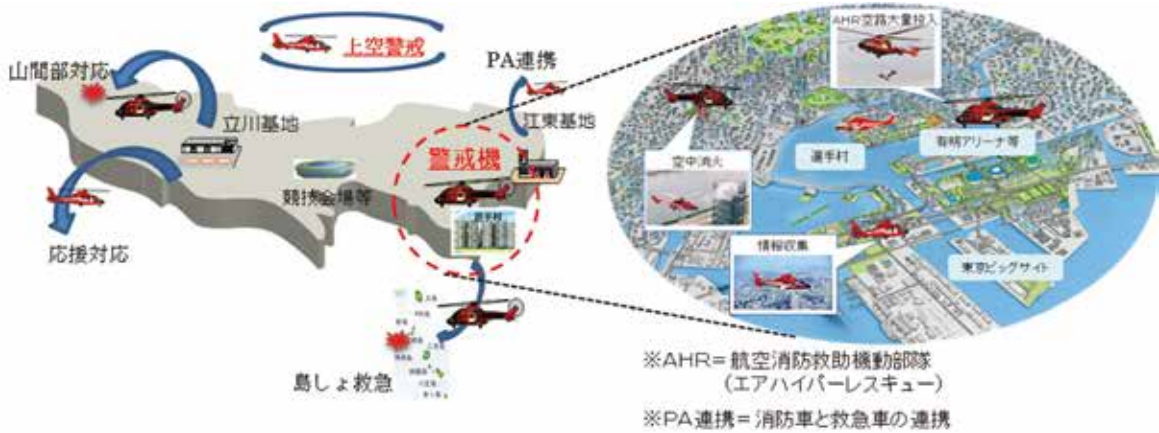 上空警戒
PA連携
山間部対応
立川基地
江東基地
警戒機
競技会場等
選手村
応援対応
島しょ救急
AHR空路大量投入
選手村
有明アリーナ等
空中消火
情報収集
東京ビッグサイト
※AHR=航空消防救助機動部隊
(エアハイパーレスキュー)
※PA連携=消防車と救急車の連携